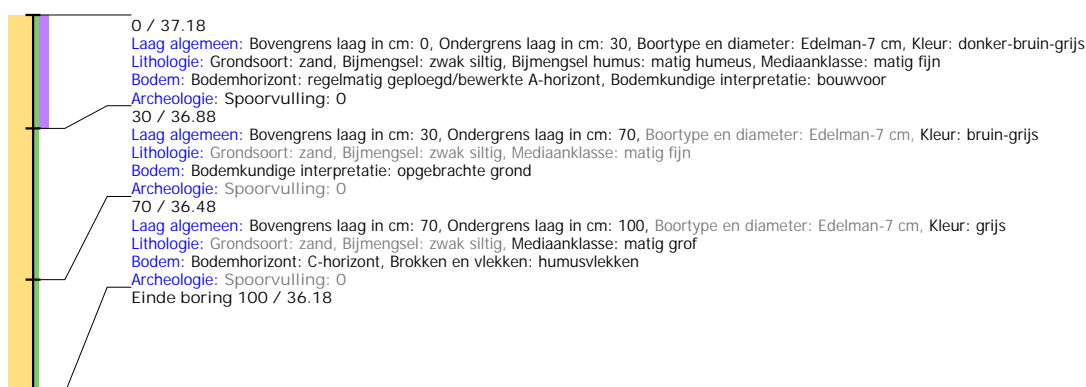 0 / 37.18
Laag algemeen: Bovengrens laag in cm: 0, Ondergrens laag in cm: 30, Boortype en diameter: Edelman-7 cm, Kleur: donker-bruin-grijs
Lithologie: Grondsoort: zand, Bijmengsel: zwak siltig, Bijmengsel humus: matig humeus, Mediaanklasse: matig fijn
Bodem: Bodemhorizont: regelmatig geploegd/bewerkte A-horizont, Bodemkundige interpretatie: bouwvoor
Archeologie: Spoorvulling: 0
30 / 36.88
Laag algemeen: Bovengrens laag in cm: 30, Ondergrens laag in cm: 70, Boortype en diameter: Edelman-7 cm, Kleur: bruin-grijs
Lithologie: Grondsoort: zand, Bijmengsel: zwak siltig, Mediaanklasse: matig fijn
Bodem: Bodemkundige interpretatie: opgebrachte grond
Archeologie: Spoorvulling: 0
70 / 36.48
Laag algemeen: Bovengrens laag in cm: 70, Ondergrens laag in cm: 100, Boortype en diameter: Edelman-7 cm, Kleur: grijs
Lithologie: Grondsoort: zand, Bijmengsel: zwak siltig, Mediaanklasse: matig grof
Bodem: Bodemhorizont: C-horizont, Brokken en vlekken: humusvlekken
Archeologie: Spoorvulling: 0
Einde boring 100 / 36.18